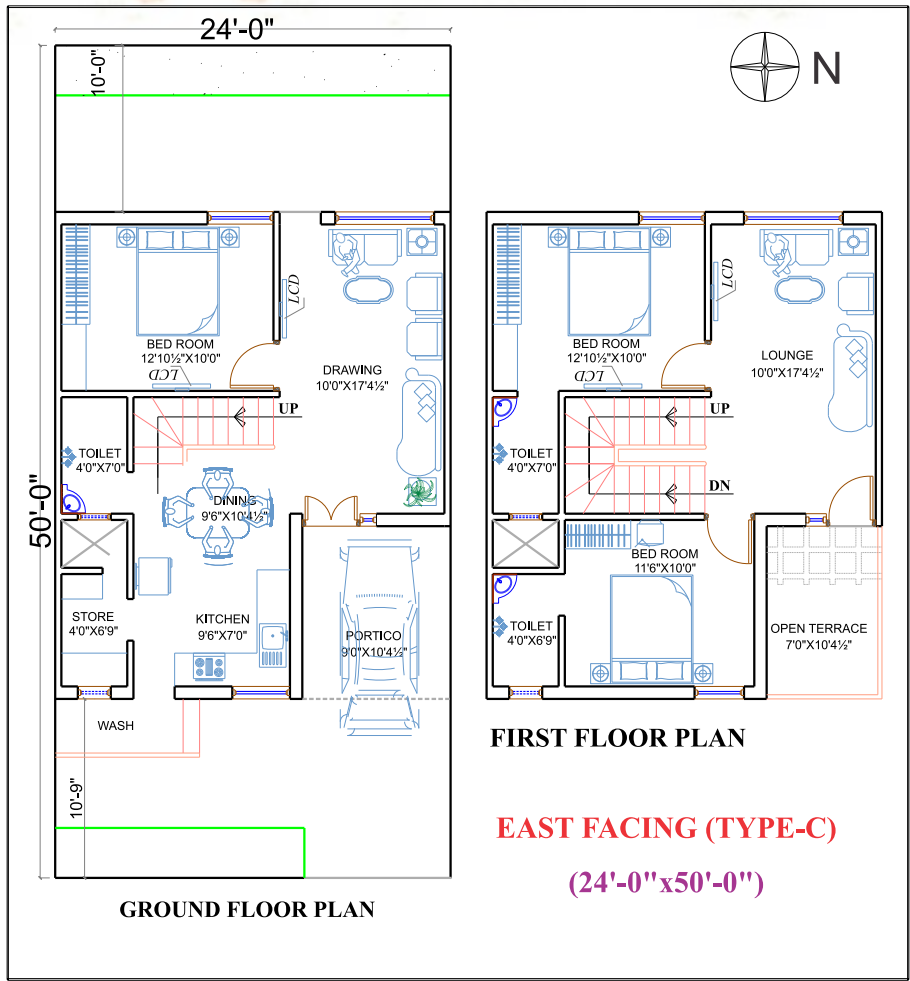 24'-0"
10'-0"
50'-0"
N
LCD
BED ROOM
12'10½"X10'0"
LCD
DRAWING
10'0"X17'4½"
UP
TOILET
4'0"X7'0"
DINING
9'6"X10'4½"
STORE
4'0"X6'9"
KITCHEN
9'6"X7'0"
PORTICO
9'0"X10'4½"
WASH
10'-9"
GROUND FLOOR PLAN
LCD
BED ROOM
12'10½"X10'0"
LCD
LOUNGE
10'0"X17'4½"
UP
TOILET
4'0"X7'0"
DN
BED ROOM
11'6"X10'0"
TOILET
4'0"X6'9"
OPEN TERRACE
7'0"X10'4½"
FIRST FLOOR PLAN
EAST FACING (TYPE-C)
(24'-0"x50'-0")